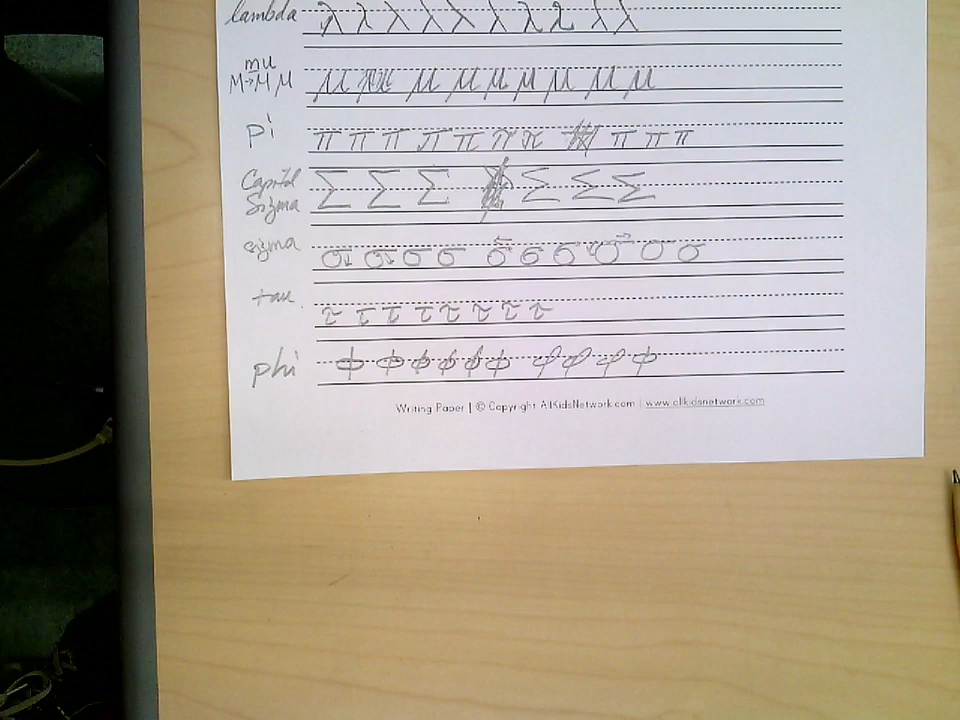 lambda λ λ λ λ λ λ λ λ λ λ
mu
M→M μ μ μ μ μ μ μ μ μ μ
pi π π π π π π π π π π
Capital Σ Σ Σ Σ Σ Σ
Sigma
sigma σ σ σ σ σ σ σ σ σ σ
tau τ τ τ τ τ τ τ τ
phi ϕ ϕ ϕ ϕ ϕ ϕ ϕ ϕ ϕ ϕ
Writing Paper | © Copyright AllKidsNetwork.com | www.allkidsnetwork.com